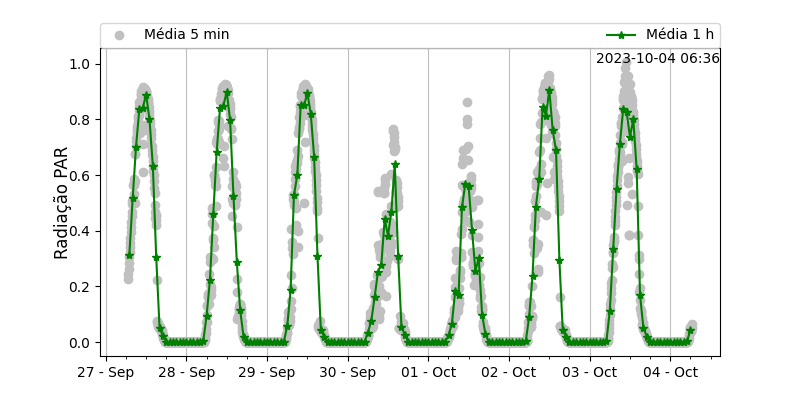 Média 5 min
Média 1 h
2023-10-04 06:36
Radiação PAR
1.0
0.8
0.6
0.4
0.2
0.0
27 - Sep
28 - Sep
29 - Sep
30 - Sep
01 - Oct
02 - Oct
03 - Oct
04 - Oct